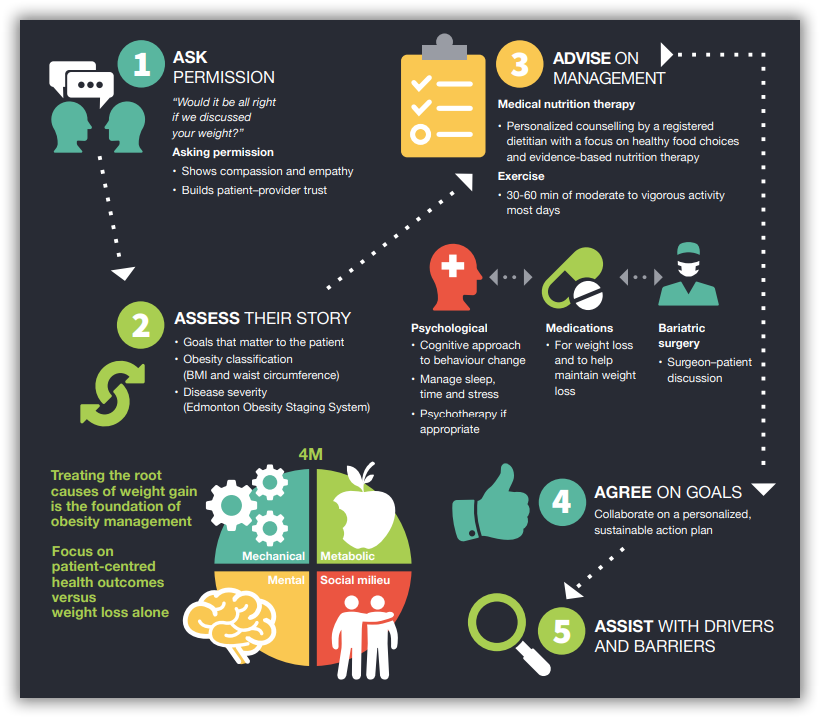 1
ASK
PERMISSION
“Would it be all right
if we discussed
your weight?”
Asking permission
• Shows compassion and empathy
• Builds patient–provider trust
2
ASSESS THEIR STORY
• Goals that matter to the patient
• Obesity classification
(BMI and waist circumference)
• Disease severity
(Edmonton Obesity Staging System)
3
ADVISE ON
MANAGEMENT
Medical nutrition therapy
• Personalized counselling by a registered
dietitian with a focus on healthy food choices
and evidence-based nutrition therapy
Exercise
• 30-60 min of moderate to vigorous activity
most days
Psychological
• Cognitive approach
to behaviour change
• Manage sleep,
time and stress
• Psychotherapy if
appropriate
Medications
• For weight loss
and to help
maintain weight
loss
Bariatric
surgery
• Surgeon–patient
discussion
Treating the root
causes of weight gain
is the foundation of
obesity management
Focus on
patient-centred
health outcomes
versus
weight loss alone
4M
Mechanical
Metabolic
Mental
Social milieu
4
AGREE ON GOALS
Collaborate on a personalized,
sustainable action plan
5
ASSIST WITH DRIVERS
AND BARRIERS